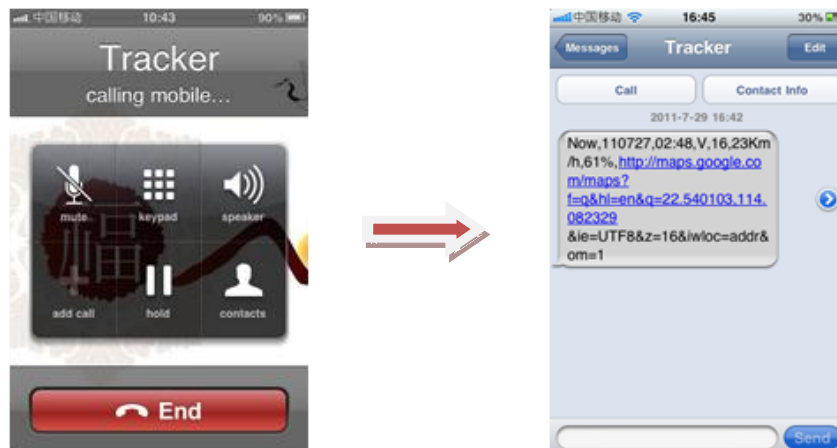 中国移动 10:43 90%
Tracker
calling mobile...
mute keypad speaker
福
add call hold contacts
End
中国移动 16:45 30%
Messages Tracker Edit
Call Contact Info
2011-7-29 16:42
Now,110727,02:48,V,16,23Km
/h,61%,http://maps.google.co
m/maps?
f=q&hl=en&q=22.540103,114.
082329
&ie=UTF8&z=16&iwloc=addr&
om=1
Send